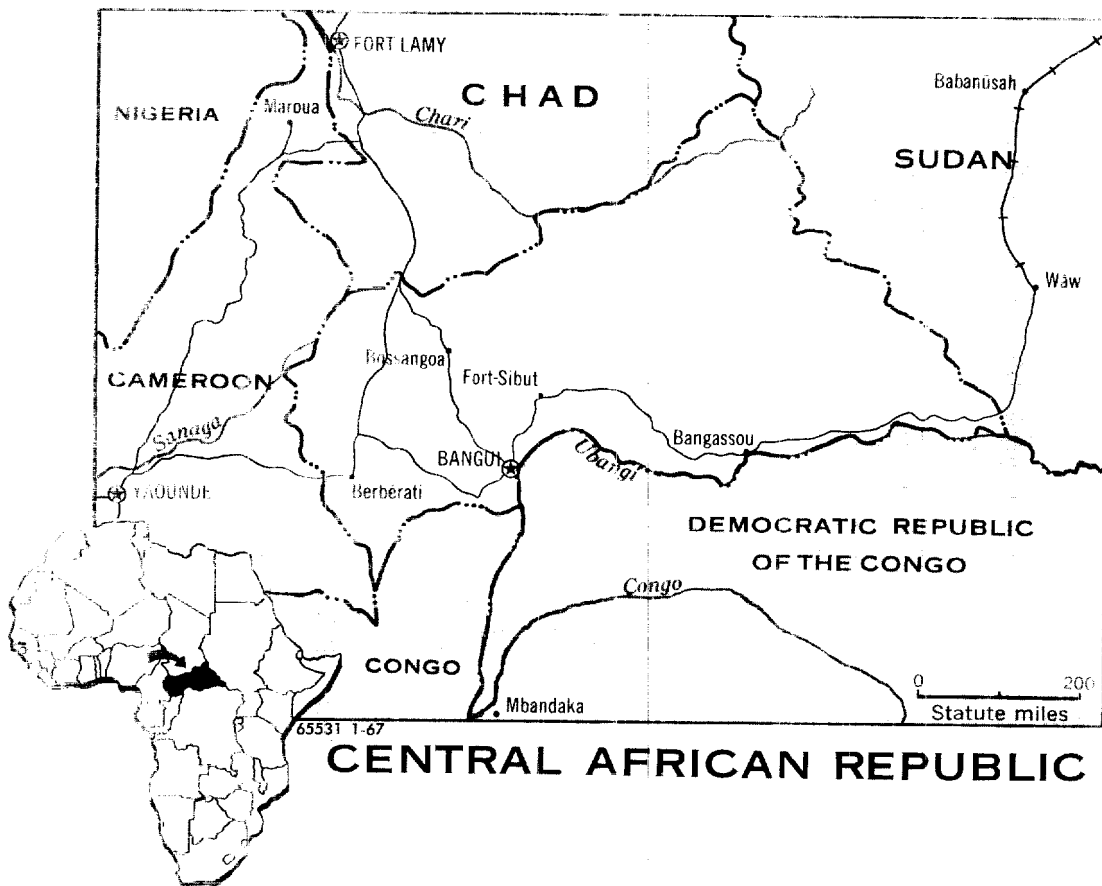 FORT LAMY
CHAD
Babanūsah
NIGERIA
Maroua
Chari
SUDAN
Wāw
Bossangoa
CAMEROON
Fort-Sibut
Sanaga
BANGUI
Ubangi
Bangassou
YAOUNDE
Berbérati
DEMOCRATIC REPUBLIC
OF THE CONGO
Congo
CONGO
Mbandaka
0 200
Statute miles
65531 1-67
CENTRAL AFRICAN REPUBLIC